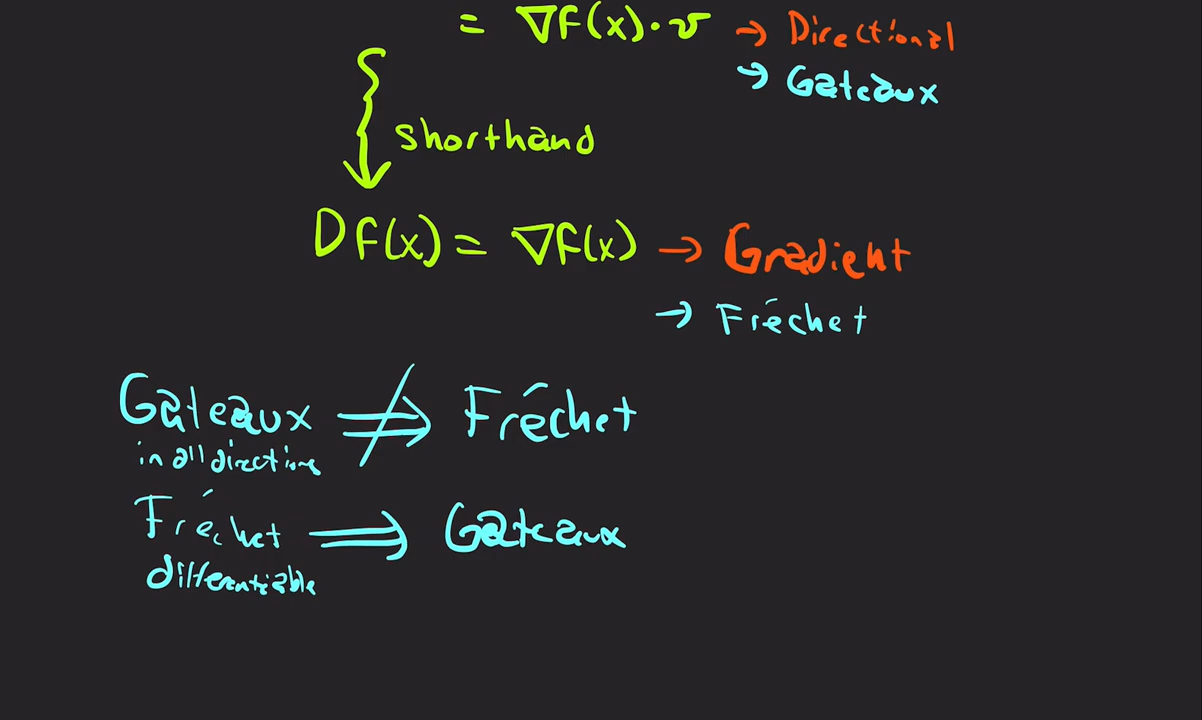 = ∇F(x)·v → Directional
→ Gateaux
shorthand
DF(x) = ∇F(x) → Gradient
→ Fréchet
Gateaux ⇏ Fréchet
in all directions
Fréchet ⟹ Gateaux
differentiable